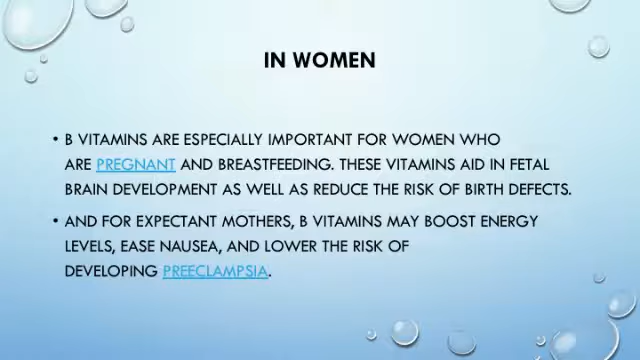 IN WOMEN
• B VITAMINS ARE ESPECIALLY IMPORTANT FOR WOMEN WHO
ARE PREGNANT AND BREASTFEEDING. THESE VITAMINS AID IN FETAL
BRAIN DEVELOPMENT AS WELL AS REDUCE THE RISK OF BIRTH DEFECTS.
• AND FOR EXPECTANT MOTHERS, B VITAMINS MAY BOOST ENERGY
LEVELS, EASE NAUSEA, AND LOWER THE RISK OF
DEVELOPING PREECLAMPSIA.